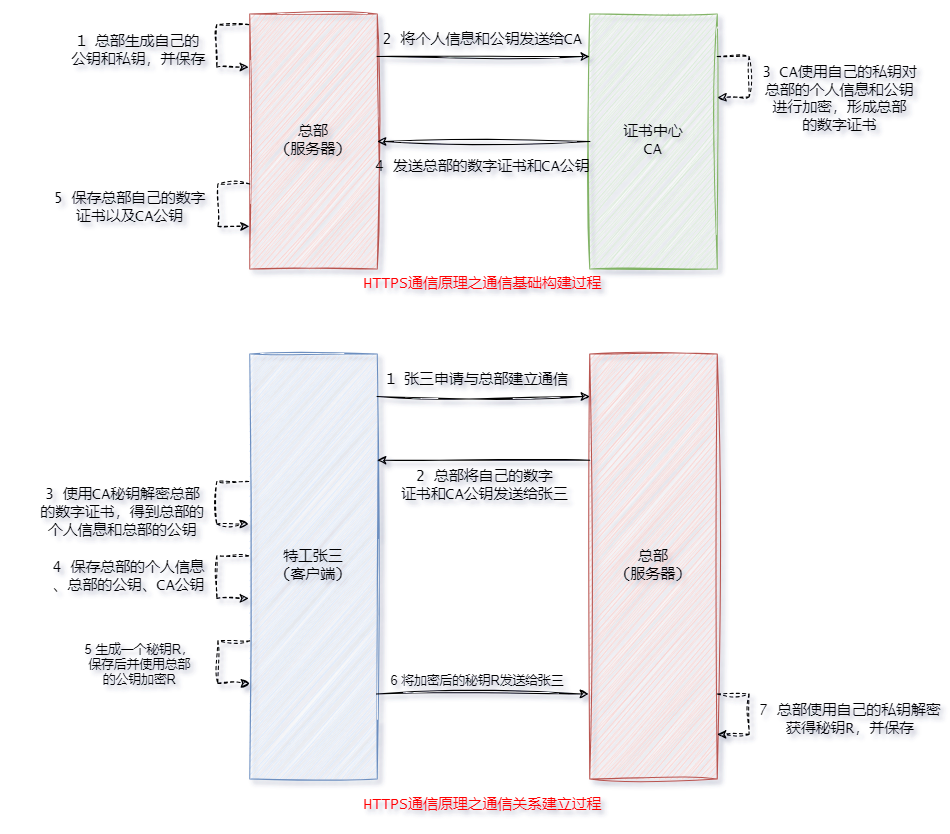 1 总部生成自己的
公钥和私钥，并保存
2 将个人信息和公钥发送给CA
3 CA使用自己的私钥对
总部的个人信息和公钥
进行加密，形成总部
的数字证书
总部
（服务器）
证书中心
CA
4 发送总部的数字证书和CA公钥
5 保存总部自己的数字
证书以及CA公钥
HTTPS通信原理之通信基础构建过程
1 张三申请与总部建立通信
2 总部将自己的数字
证书和CA公钥发送给张三
3 使用CA秘钥解密总部
的数字证书，得到总部的
个人信息和总部的公钥
特工张三
（客户端）
总部
（服务器）
4 保存总部的个人信息
、总部的公钥、CA公钥
5 生成一个秘钥R，
保存后并使用总部
的公钥加密R
6 将加密后的秘钥R发送给张三
7 总部使用自己的私钥解密
获得秘钥R，并保存
HTTPS通信原理之通信关系建立过程